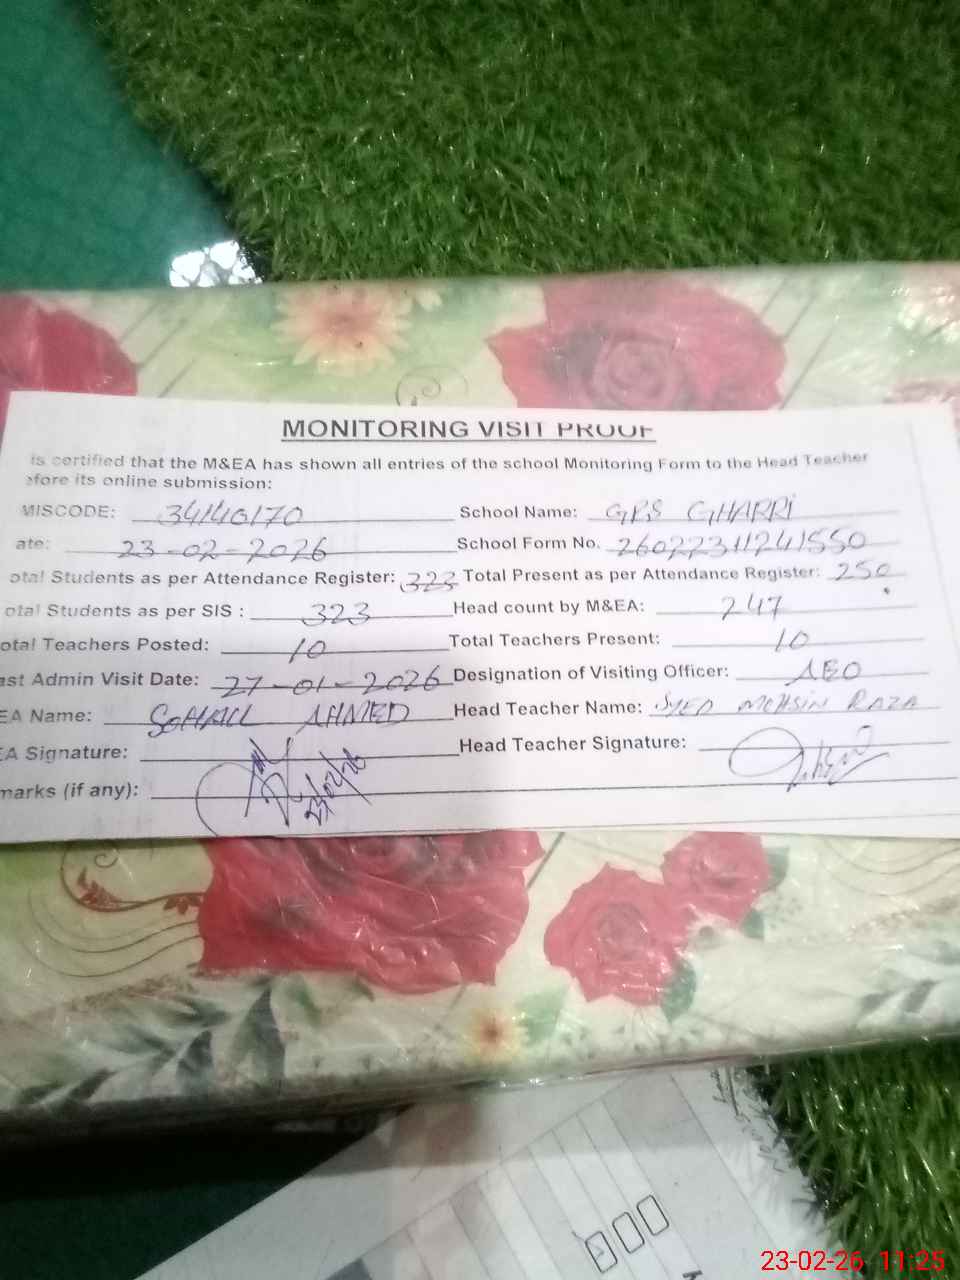 MONITORING VISIT PROOF
is certified that the M&EA has shown all entries of the school Monitoring Form to the Head Teacher
efore its online submission:
MISCODE: 34140170 School Name: GPS GHARRI
ate: 23-02-2026 School Form No. 26022311241550
otal Students as per Attendance Register: 323 Total Present as per Attendance Register: 250
otal Students as per SIS : 323 Head count by M&EA: 247
otal Teachers Posted: 10 Total Teachers Present: 10
ast Admin Visit Date: 27-01-2026 Designation of Visiting Officer: AEO
EA Name: SOHAIL AHMED Head Teacher Name: SYED MOHSIN RAZA
EA Signature: 23/02/26 Head Teacher Signature:
marks (if any):
23-02-26 11:25